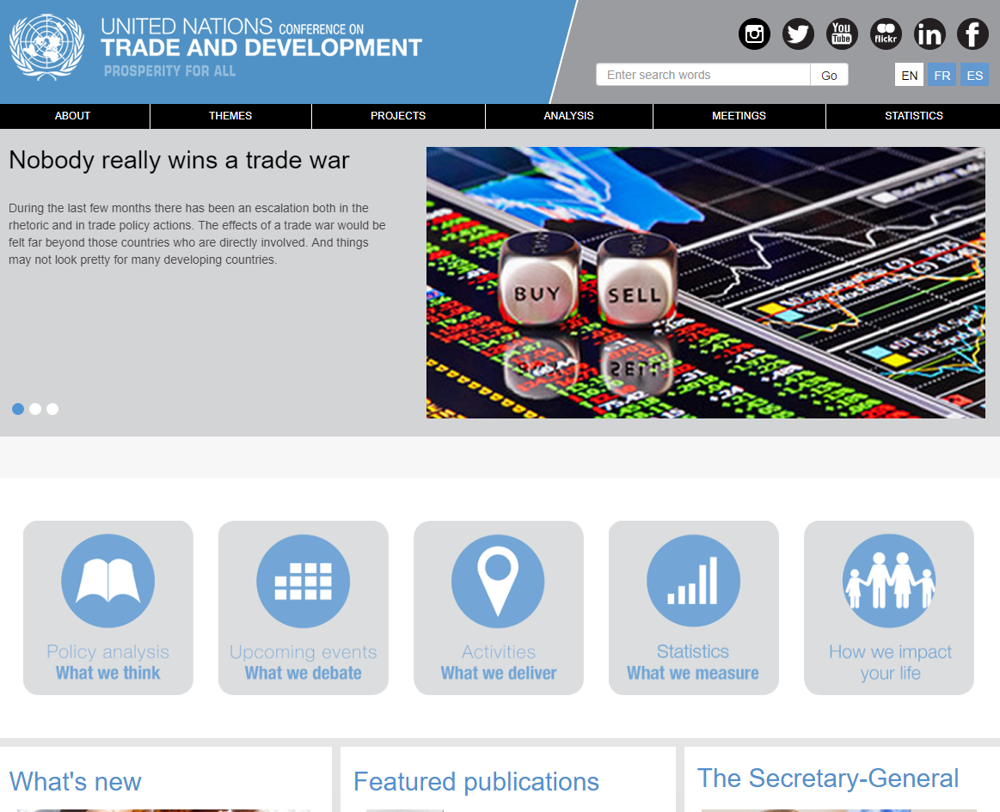 UNITED NATIONS CONFERENCE ON
TRADE AND DEVELOPMENT
PROSPERITY FOR ALL
You
Tube
flickr
in
f
Enter search words
Go
EN
FR
ES
ABOUT
THEMES
PROJECTS
ANALYSIS
MEETINGS
STATISTICS
Nobody really wins a trade war
During the last few months there has been an escalation both in the
rhetoric and in trade policy actions. The effects of a trade war would be
felt far beyond those countries who are directly involved. And things
may not look pretty for many developing countries.
BUY
SELL
Policy analysis
What we think
Upcoming events
What we debate
Activities
What we deliver
Statistics
What we measure
How we impact
your life
What's new
Featured publications
The Secretary-General